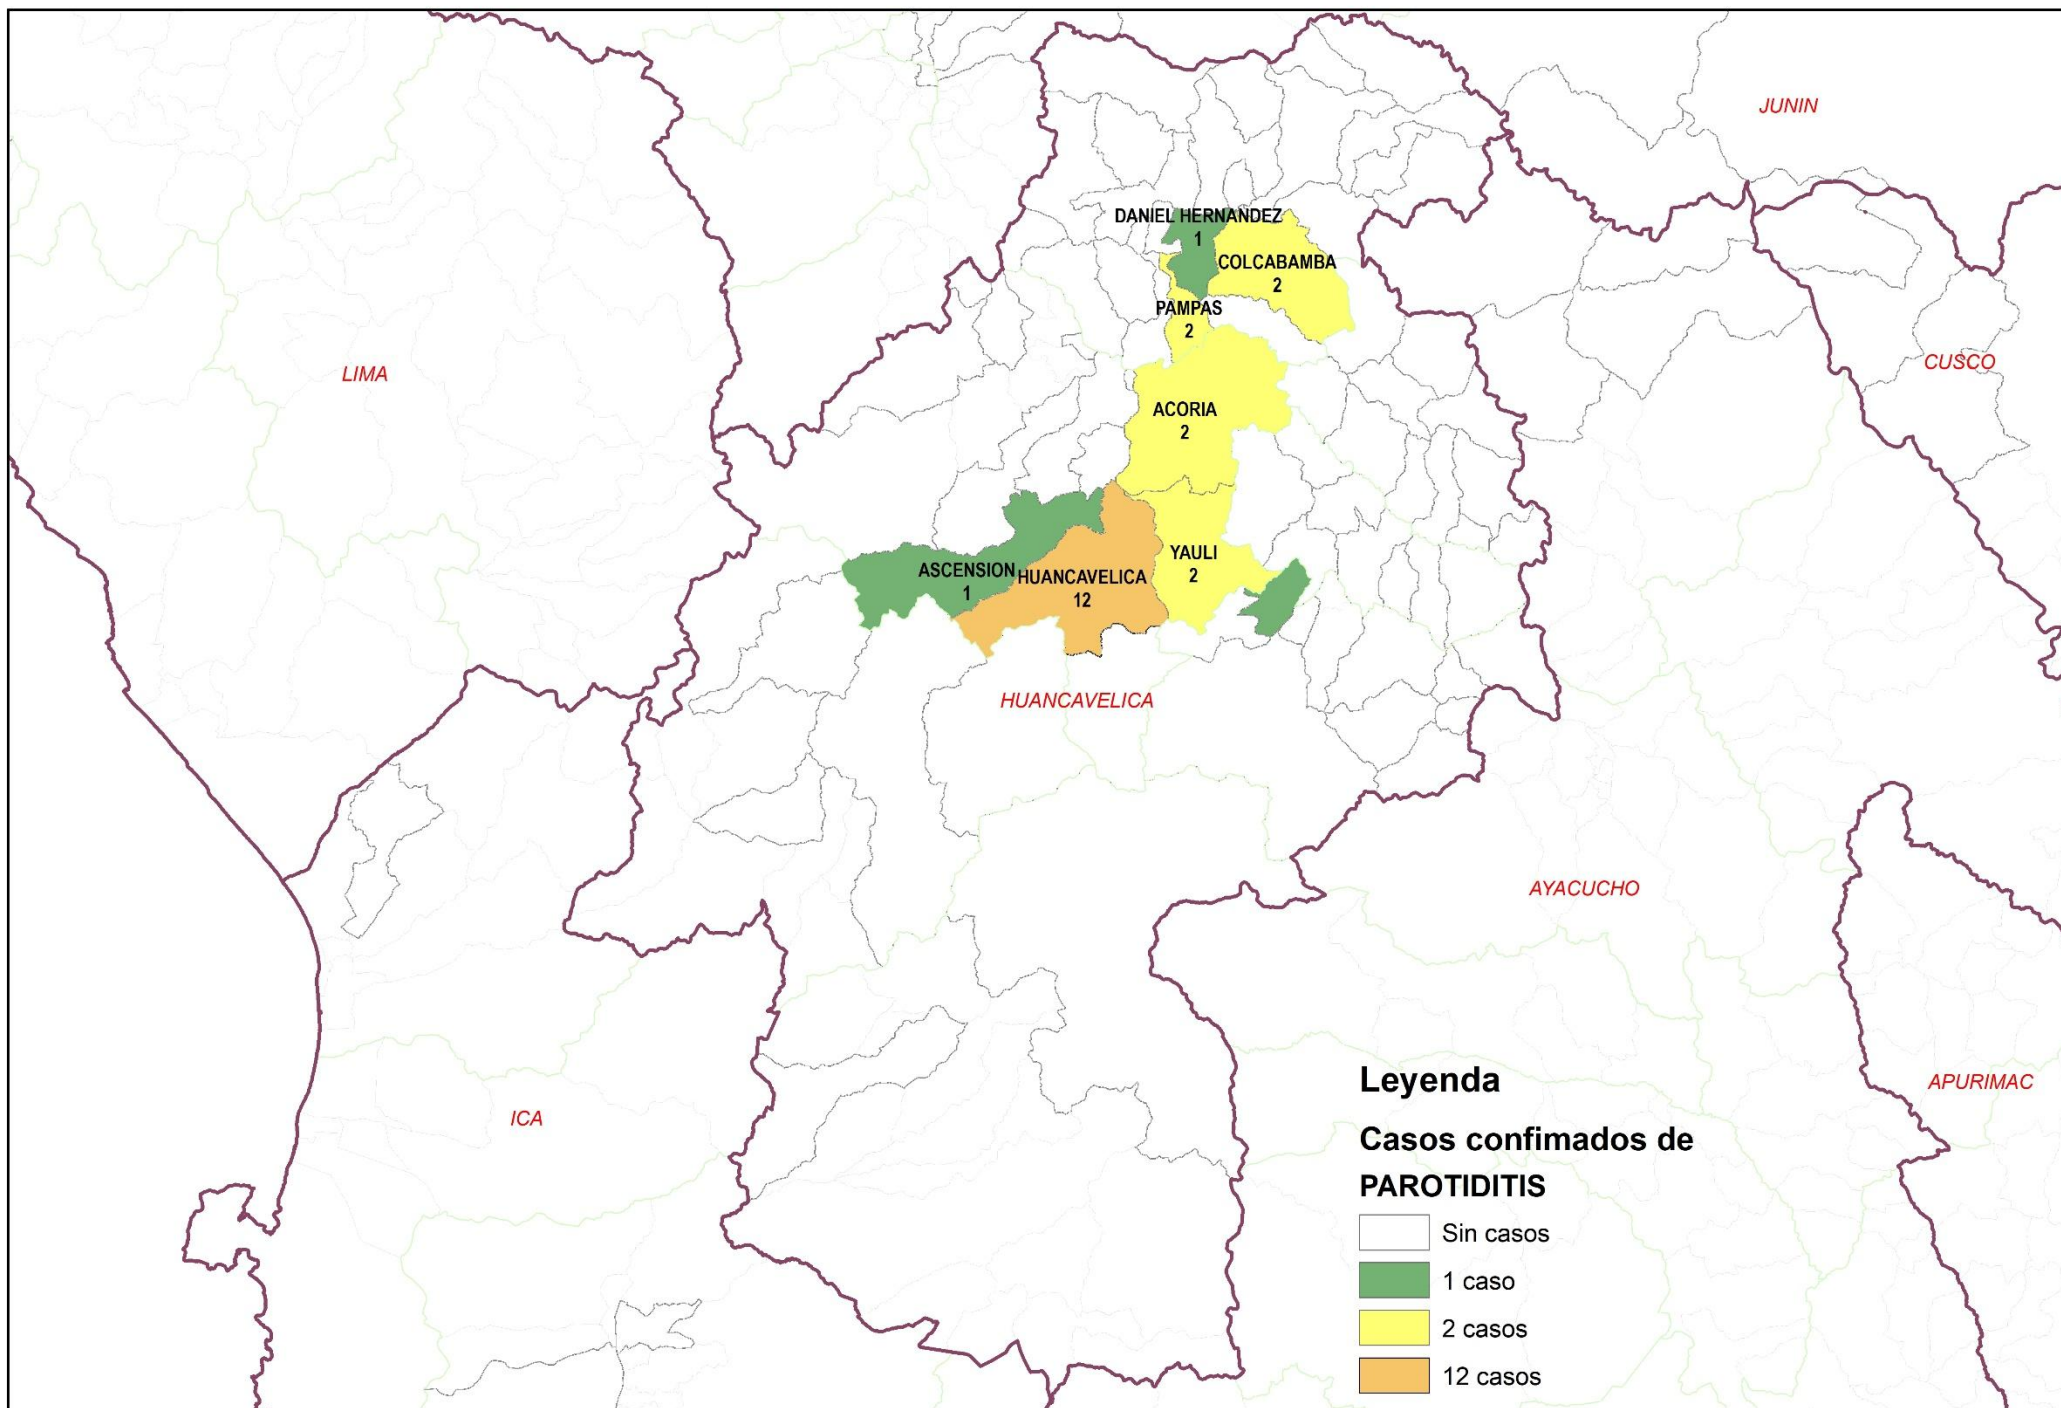 JUNIN
DANIEL HERNANDEZ
1
COLCABAMBA
2
PAMPAS
2
LIMA
CUSCO
ACORIA
2
YAULI
2
ASCENSION
1
HUANCAVELICA
12
HUANCAVELICA
AYACUCHO
ICA
APURIMAC
Leyenda
Casos confimados de
PAROTIDITIS
Sin casos
1 caso
2 casos
12 casos